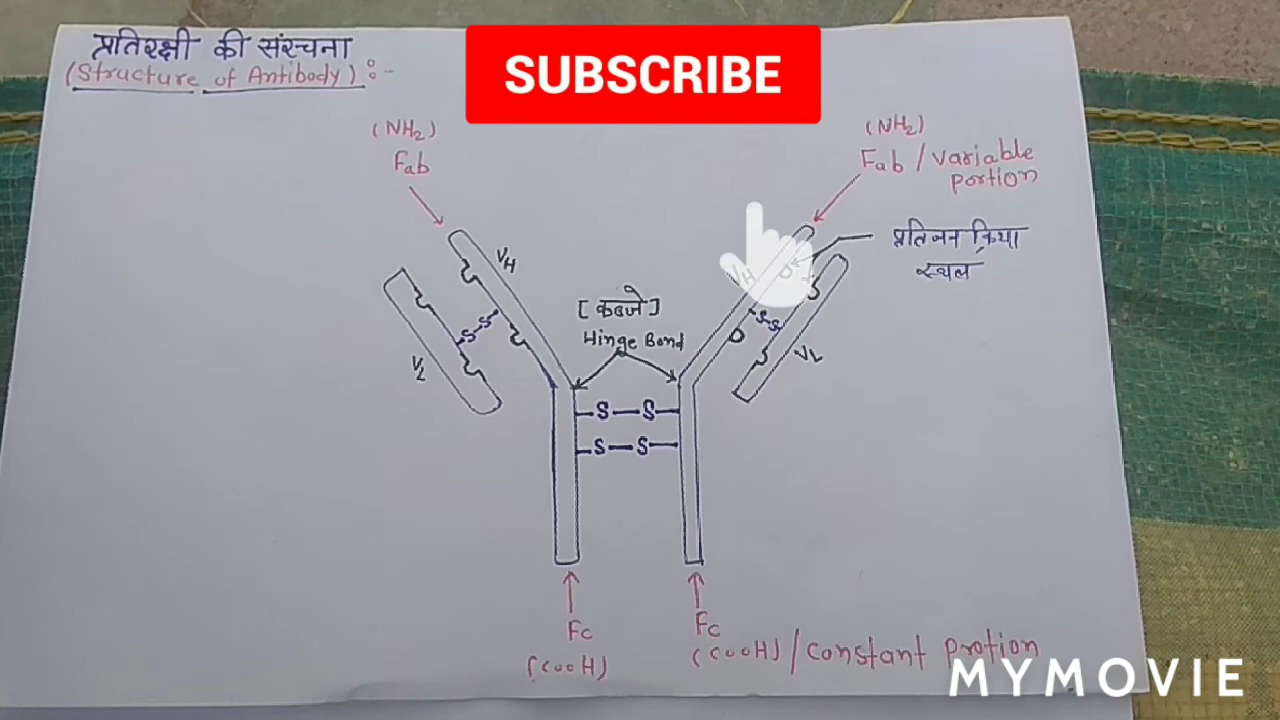 प्रतिरक्षी की संरचना
(Structure of Antibody) :-
SUBSCRIBE
(NH2)
Fab
(NH2)
Fab / variable
portion
प्रतिजन क्रिया
स्थल
VH
VH
[कब्जे]
Hinge Bond
S-S
S-S
VL
VL
S-S
S-S
Fc
(COOH)
Fc
(COOH) / constant protion
MYMOVIE